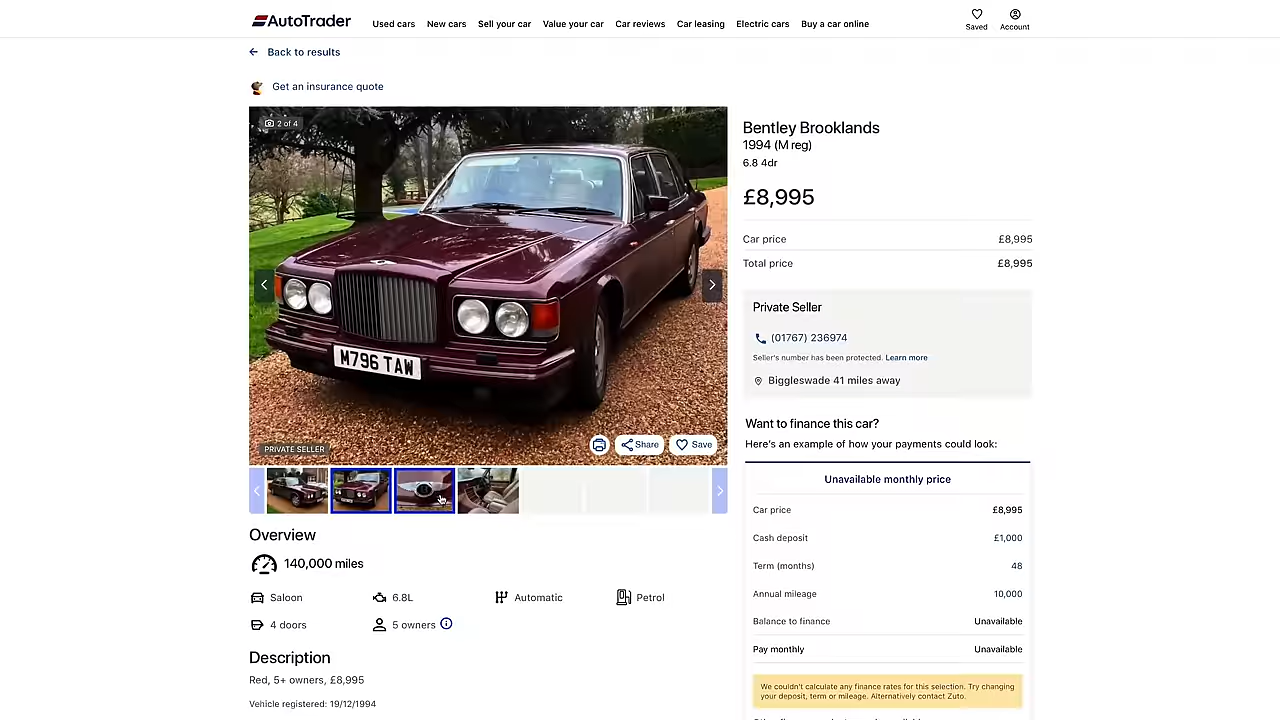 AutoTrader
Used cars New cars Sell your car Value your car Car reviews Car leasing Electric cars Buy a car online
Saved Account
Back to results
Get an insurance quote
2 of 4
M796 TAW
PRIVATE SELLER
Share Save
Bentley Brooklands
1994 (M reg)
6.8 4dr
£8,995
Car price £8,995
Total price £8,995
Private Seller
(01767) 236974
Seller's number has been protected. Learn more
Biggleswade 41 miles away
Want to finance this car?
Here's an example of how your payments could look:
Unavailable monthly price
Car price £8,995
Cash deposit £1,000
Term (months) 48
Annual mileage 10,000
Balance to finance Unavailable
Pay monthly Unavailable
We couldn't calculate any finance rates for this selection. Try changing
your deposit, term or mileage. Alternatively contact Zuto.
Overview
140,000 miles
Saloon 6.8L Automatic Petrol
4 doors 5 owners
Description
Red, 5+ owners, £8,995
Vehicle registered: 19/12/1994